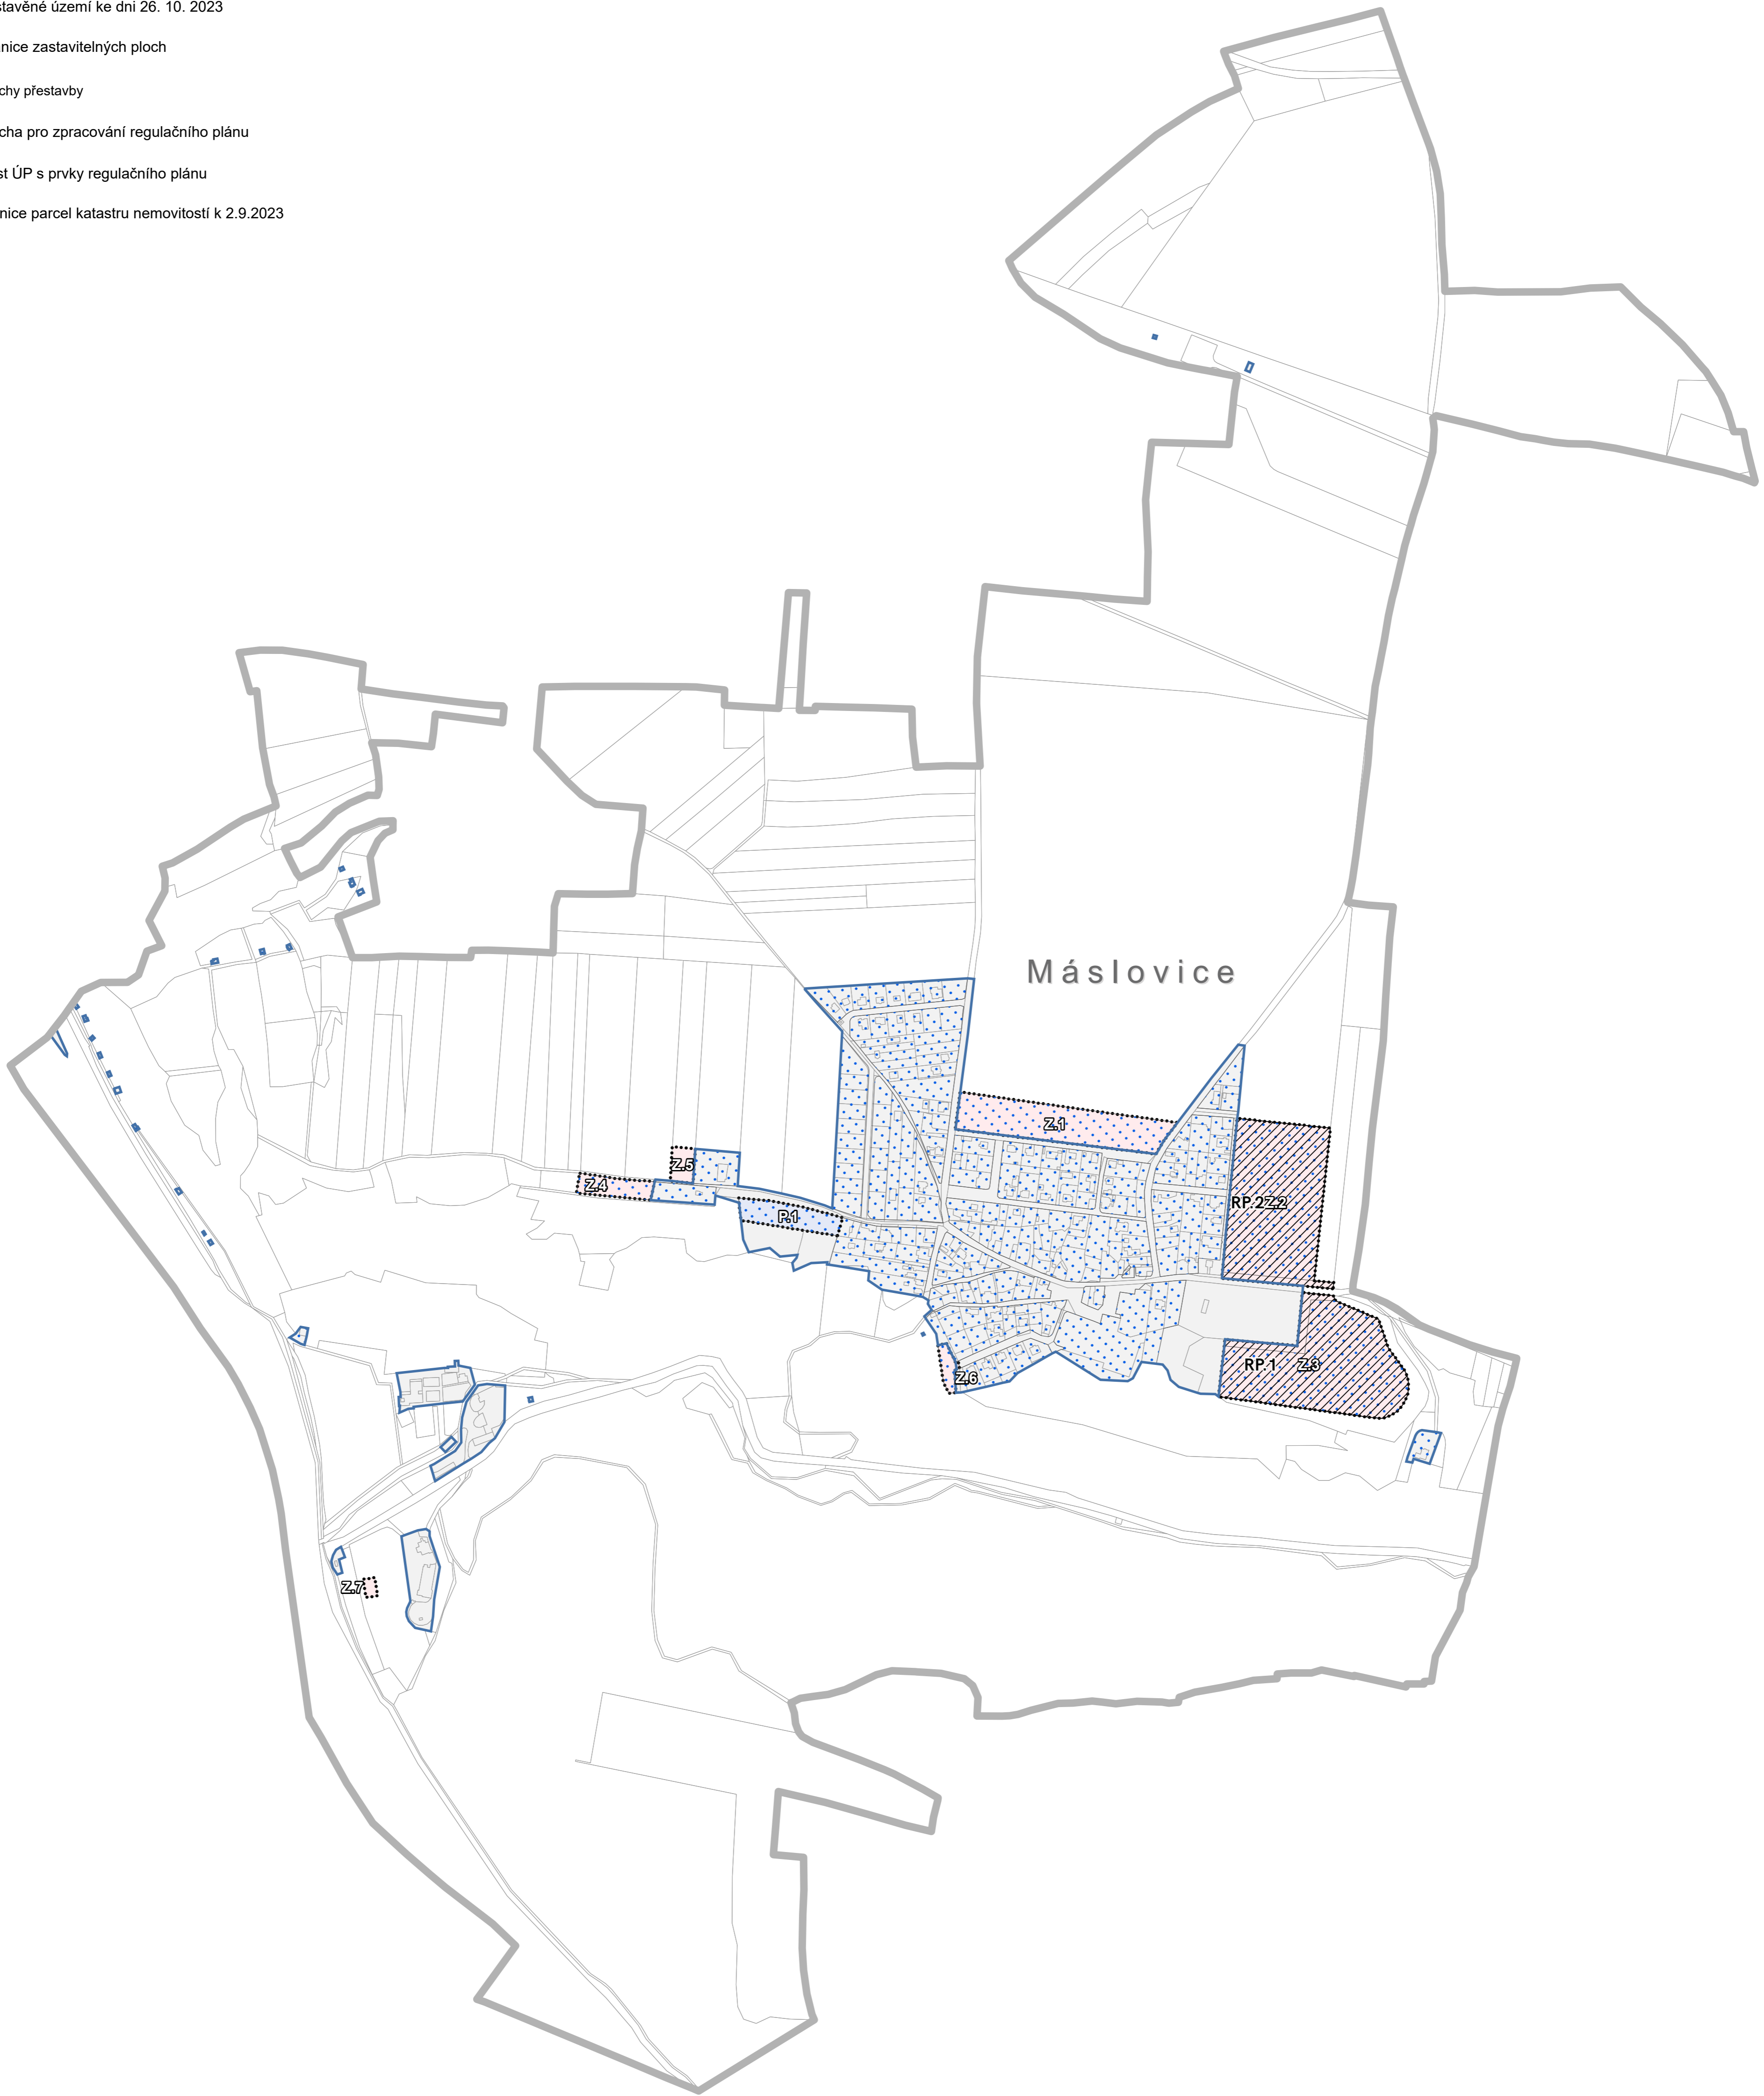 stavěné území ke dni 26. 10. 2023
nice zastavitelných ploch
chy přestavby
cha pro zpracování regulačního plánu
st ÚP s prvky regulačního plánu
nice parcel katastru nemovitostí k 2.9.2023
Máslovice
Z.1
Z.5
Z.4
RP.2 Z.2
P.1
RP.1 Z.3
Z.6
Z.7